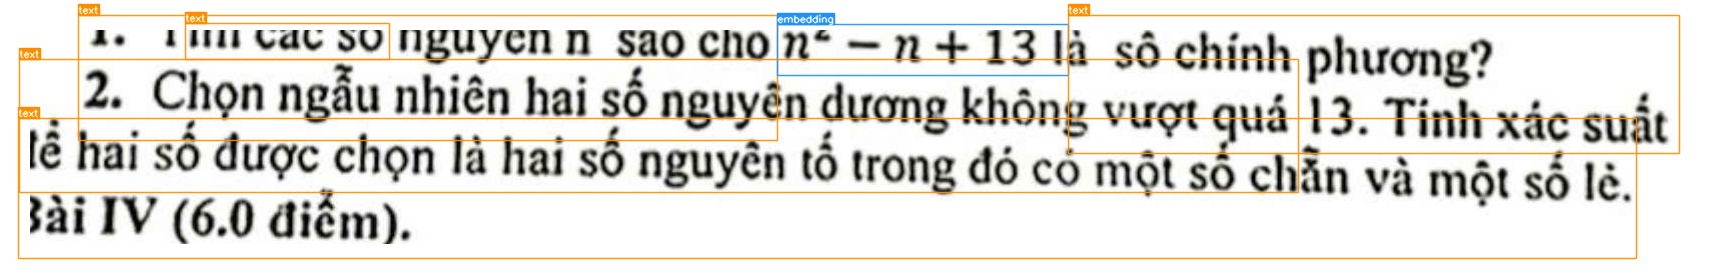 1. Tìm các số nguyên n sao cho n² − n + 13 là số chính phương?
2. Chọn ngẫu nhiên hai số nguyên dương không vượt quá 13. Tính xác suất
để hai số được chọn là hai số nguyên tố trong đó có một số chẵn và một số lẻ.
Bài IV (6.0 điểm).